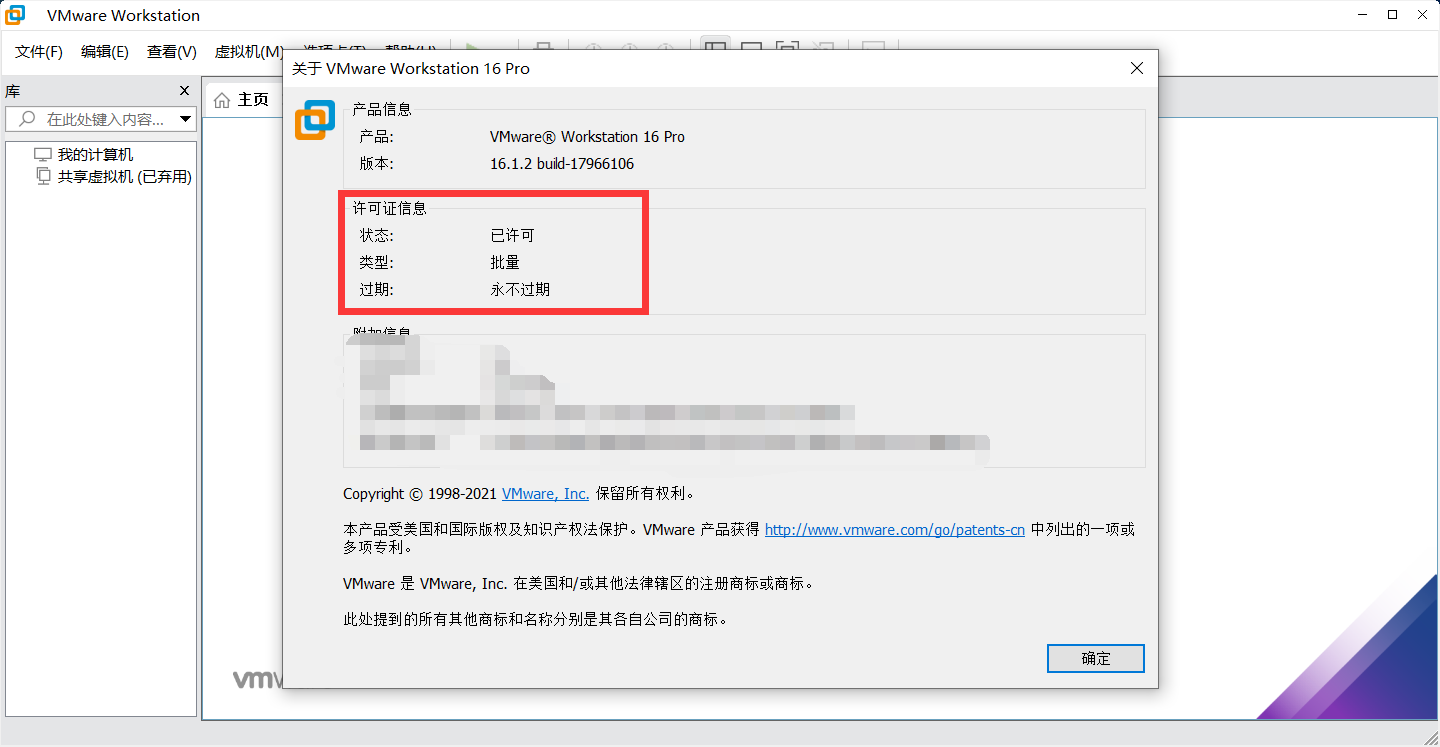 VMware Workstation
文件(F) 编辑(E) 查看(V) 虚拟机(M) 选项卡(T) 帮助(H)
关于 VMware Workstation 16 Pro
库
主页
在此处键入内容...
我的计算机
共享虚拟机 (已弃用)
产品信息
产品: VMware® Workstation 16 Pro
版本: 16.1.2 build-17966106
许可证信息
状态: 已许可
类型: 批量
过期: 永不过期
附加信息
Copyright © 1998-2021 VMware, Inc. 保留所有权利。
本产品受美国和国际版权及知识产权法保护。VMware 产品获得 http://www.vmware.com/go/patents-cn 中列出的一项或
多项专利。
VMware 是 VMware, Inc. 在美国和/或其他法律辖区的注册商标或商标。
此处提到的所有其他商标和名称分别是其各自公司的商标。
确定
vm